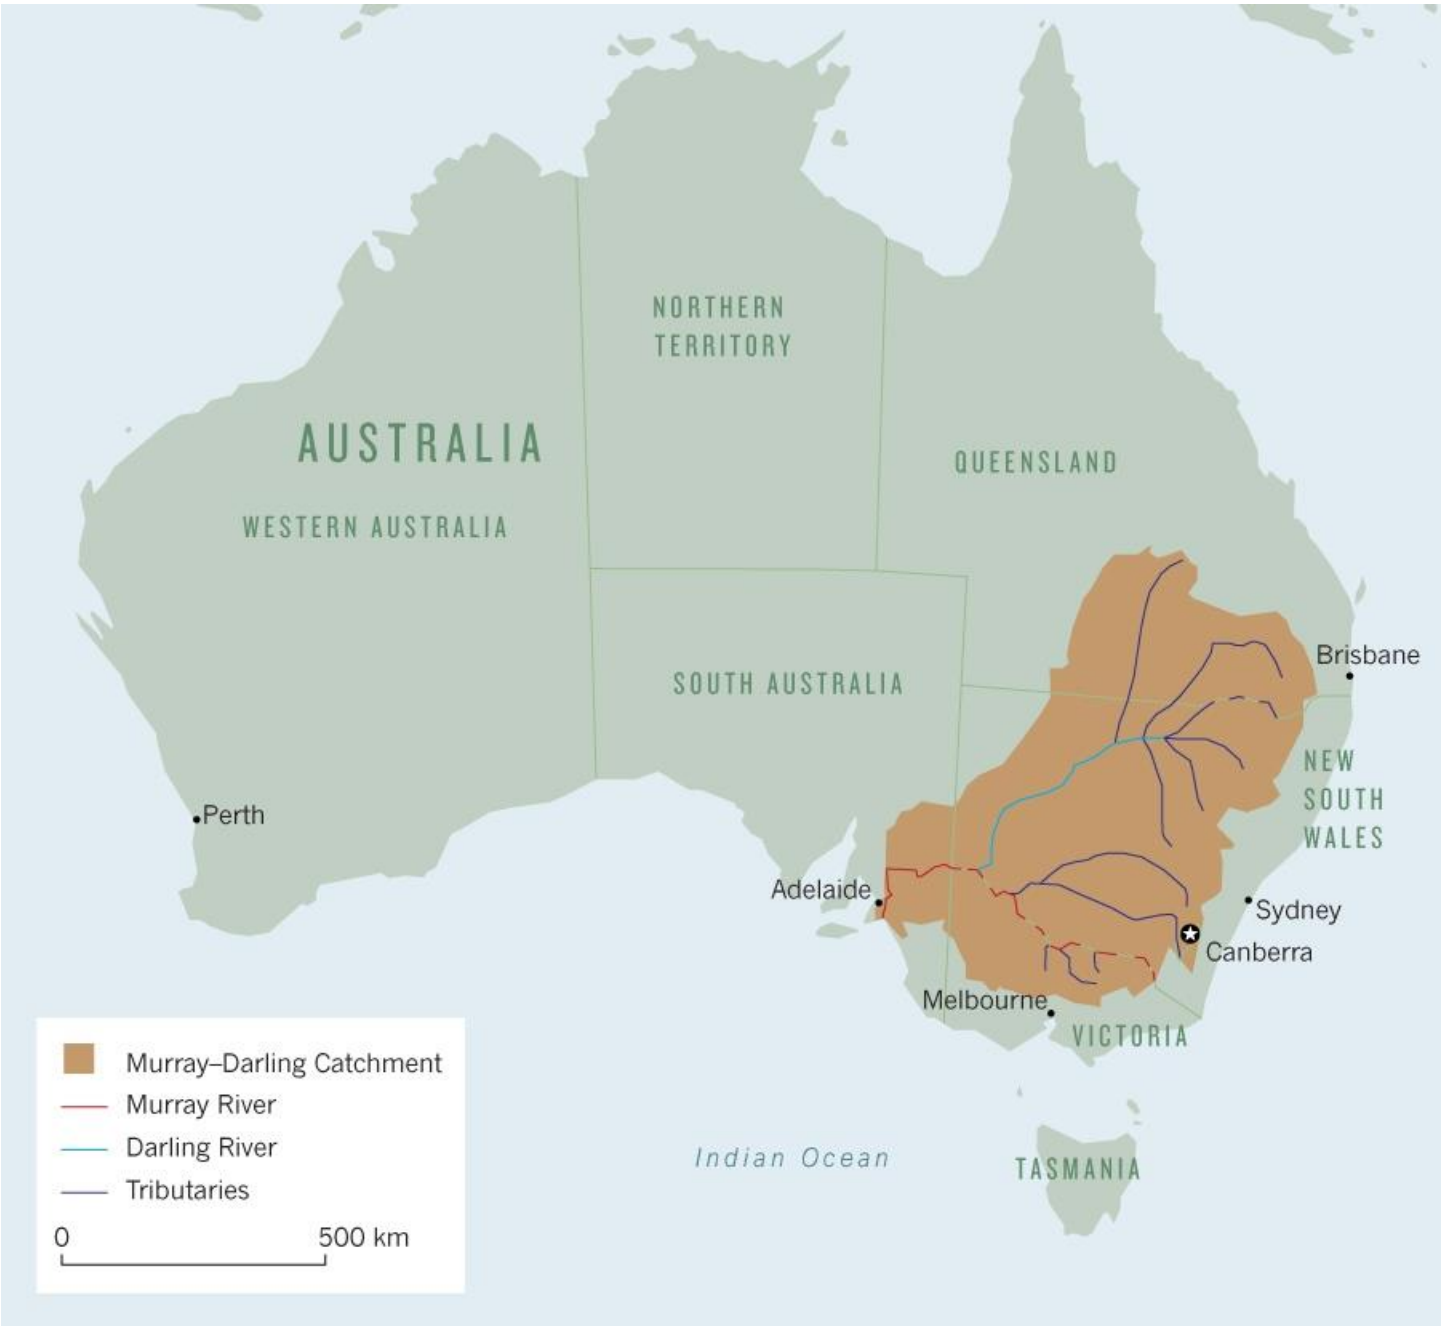 NORTHERN
TERRITORY
AUSTRALIA
QUEENSLAND
WESTERN AUSTRALIA
Brisbane
SOUTH AUSTRALIA
NEW
SOUTH
WALES
Perth
Adelaide
Sydney
Canberra
Melbourne
VICTORIA
Murray–Darling Catchment
Murray River
Darling River
Tributaries
0 500 km
Indian Ocean
TASMANIA